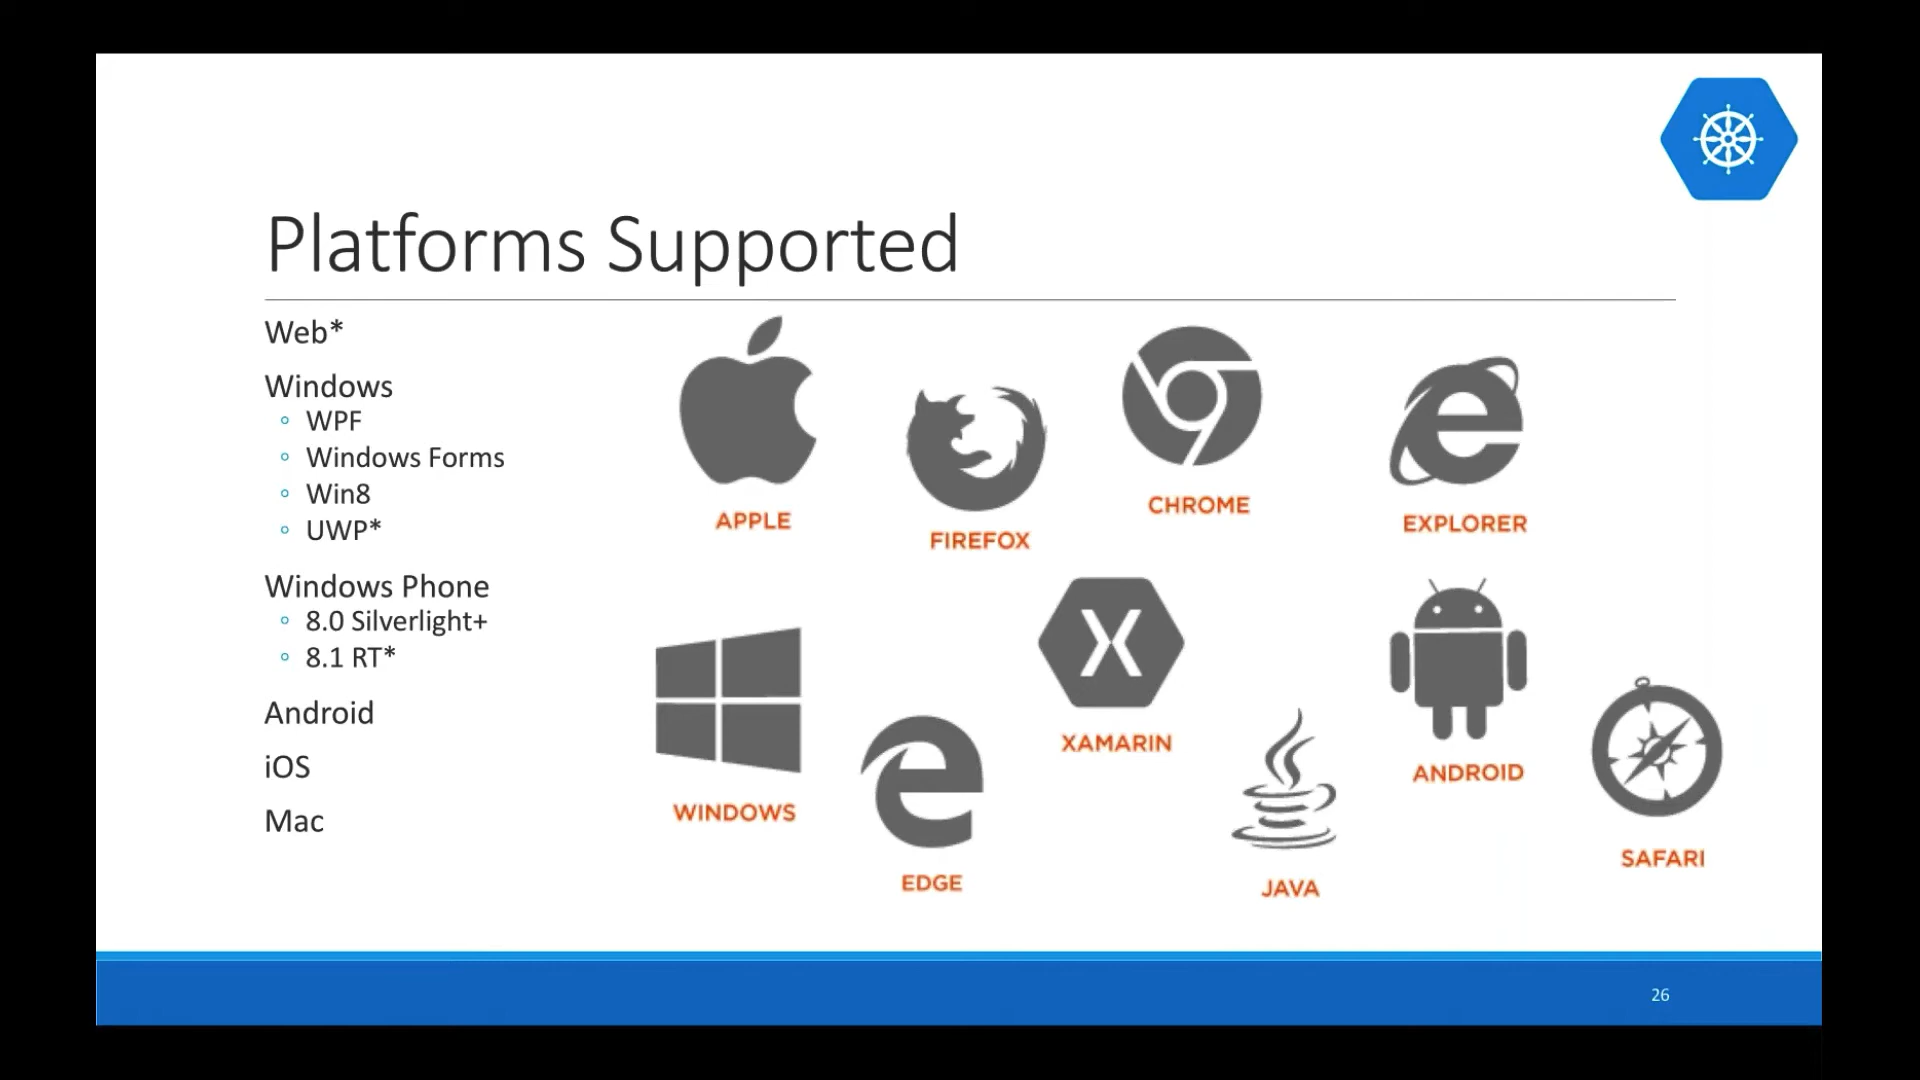 Platforms Supported
Web*
Windows
◦ WPF
◦ Windows Forms
◦ Win8
◦ UWP*
Windows Phone
◦ 8.0 Silverlight+
◦ 8.1 RT*
Android
iOS
Mac
APPLE
FIREFOX
CHROME
EXPLORER
WINDOWS
EDGE
XAMARIN
JAVA
ANDROID
SAFARI
26